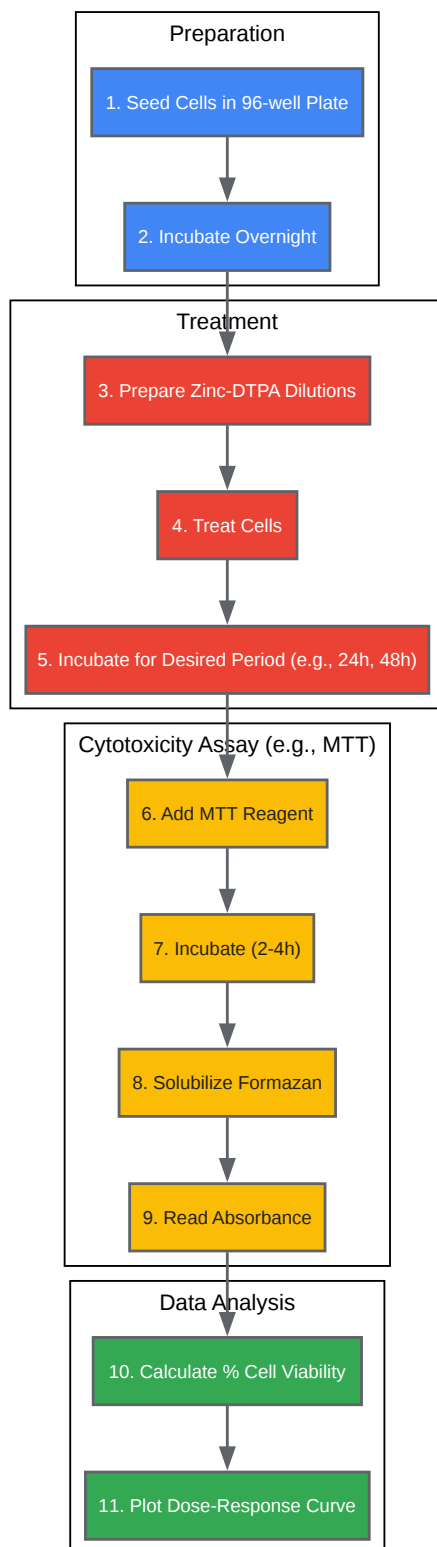 Preparation
1. Seed Cells in 96-well Plate
2. Incubate Overnight
Treatment
3. Prepare Zinc-DTPA Dilutions
4. Treat Cells
5. Incubate for Desired Period (e.g., 24h, 48h)
Cytotoxicity Assay (e.g., MTT)
6. Add MTT Reagent
7. Incubate (2-4h)
8. Solubilize Formazan
9. Read Absorbance
Data Analysis
10. Calculate % Cell Viability
11. Plot Dose-Response Curve